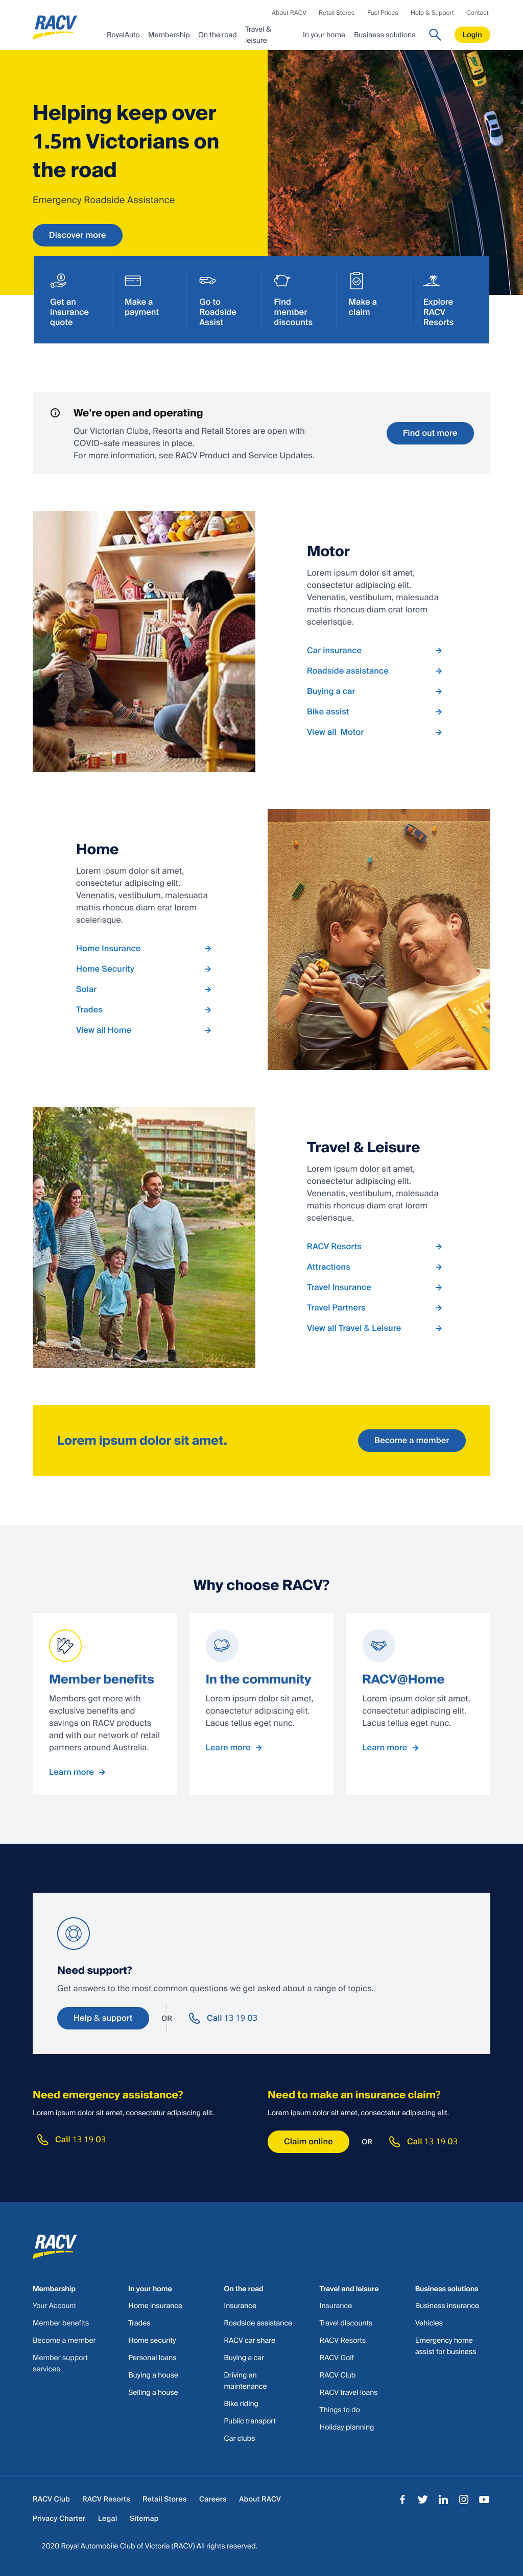 About RACV Retail Stores Fuel Prices Help & Support Contact
RACV
RoyalAuto Membership On the road Travel & leisure In your home Business solutions Login
Helping keep over
1.5m Victorians on
the road
Emergency Roadside Assistance
Discover more
Get an
insurance
quote
Make a
payment
Go to
Roadside
Assist
Find
member
discounts
Make a
claim
Explore
RACV
Resorts
We're open and operating
Our Victorian Clubs, Resorts and Retail Stores are open with
COVID-safe measures in place.
For more information, see RACV Product and Service Updates.
Find out more
Motor
Lorem ipsum dolor sit amet,
consectetur adipiscing elit.
Venenatis, vestibulum, malesuada
mattis rhoncus diam erat lorem
scelerisque.
Car insurance
Roadside assistance
Buying a car
Bike assist
View all Motor
Home
Lorem ipsum dolor sit amet,
consectetur adipiscing elit.
Venenatis, vestibulum, malesuada
mattis rhoncus diam erat lorem
scelerisque.
Home Insurance
Home Security
Solar
Trades
View all Home
Travel & Leisure
Lorem ipsum dolor sit amet,
consectetur adipiscing elit.
Venenatis, vestibulum, malesuada
mattis rhoncus diam erat lorem
scelerisque.
RACV Resorts
Attractions
Travel Insurance
Travel Partners
View all Travel & Leisure
Lorem ipsum dolor sit amet.
Become a member
Why choose RACV?
Member benefits
Members get more with
exclusive benefits and
savings on RACV products
and with our network of retail
partners around Australia.
Learn more
In the community
Lorem ipsum dolor sit amet,
consectetur adipiscing elit.
Lacus tellus eget nunc.
Learn more
RACV@Home
Lorem ipsum dolor sit amet,
consectetur adipiscing elit.
Lacus tellus eget nunc.
Learn more
Need support?
Get answers to the most common questions we get asked about a range of topics.
Help & support OR Call 13 19 03
Need emergency assistance?
Lorem ipsum dolor sit amet, consectetur adipiscing elit.
Call 13 19 03
Need to make an insurance claim?
Lorem ipsum dolor sit amet, consectetur adipiscing elit.
Claim online OR Call 13 19 03
RACV
Membership
Your Account
Member benefits
Become a member
Member support
services
In your home
Home insurance
Trades
Home security
Personal loans
Buying a house
Selling a house
On the road
Insurance
Roadside assistance
RACV car share
Buying a car
Driving an
maintenance
Bike riding
Public transport
Car clubs
Travel and leisure
Insurance
Travel discounts
RACV Resorts
RACV Golf
RACV Club
RACV travel loans
Things to do
Holiday planning
Business solutions
Business insurance
Vehicles
Emergency home
assist for business
RACV Club RACV Resorts Retail Stores Careers About RACV
Privacy Charter Legal Sitemap
2020 Royal Automobile Club of Victoria (RACV) All rights reserved.